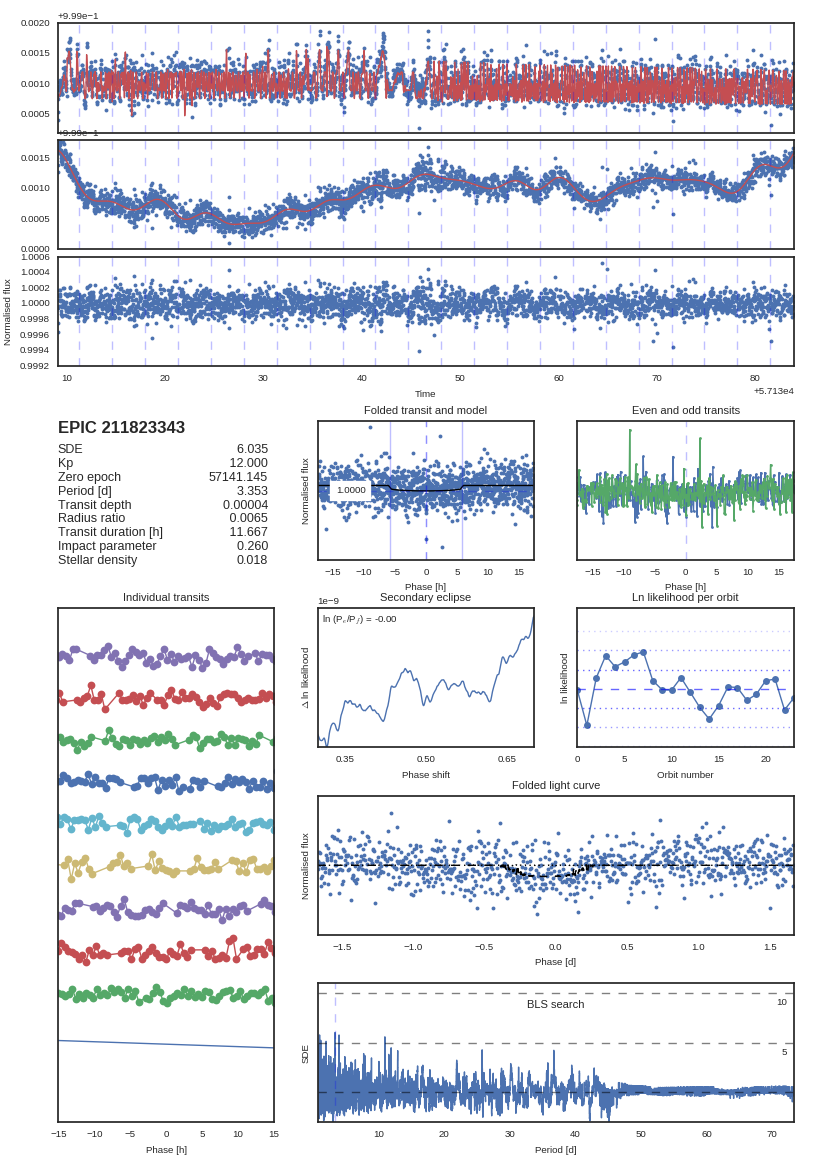 +9.99e−1
0.0020
0.0015
0.0010
0.0005
+9.99e−1
0.0015
0.0010
0.0005
0.0000
1.0006
1.0004
1.0002
1.0000
0.9998
0.9996
0.9994
0.9992
Normalised flux
10 20 30 40 50 60 70 80
Time
+5.713e4
EPIC 211823343
SDE 6.035
Kp 12.000
Zero epoch 57141.145
Period [d] 3.353
Transit depth 0.00004
Radius ratio 0.0065
Transit duration [h] 11.667
Impact parameter 0.260
Stellar density 0.018
Folded transit and model
Normalised flux
1.0000
−15 −10 −5 0 5 10 15
Phase [h]
Even and odd transits
−15 −10 −5 0 5 10 15
Phase [h]
Individual transits
−15 −10 −5 0 5 10 15
Phase [h]
Secondary eclipse
1e−9
ln (Pₑ/P𝑓) = -0.00
Δ ln likelihood
0.35 0.50 0.65
Phase shift
Ln likelihood per orbit
ln likelihood
0 5 10 15 20
Orbit number
Folded light curve
Normalised flux
−1.5 −1.0 −0.5 0.0 0.5 1.0 1.5
Phase [d]
BLS search
10
5
SDE
10 20 30 40 50 60 70
Period [d]